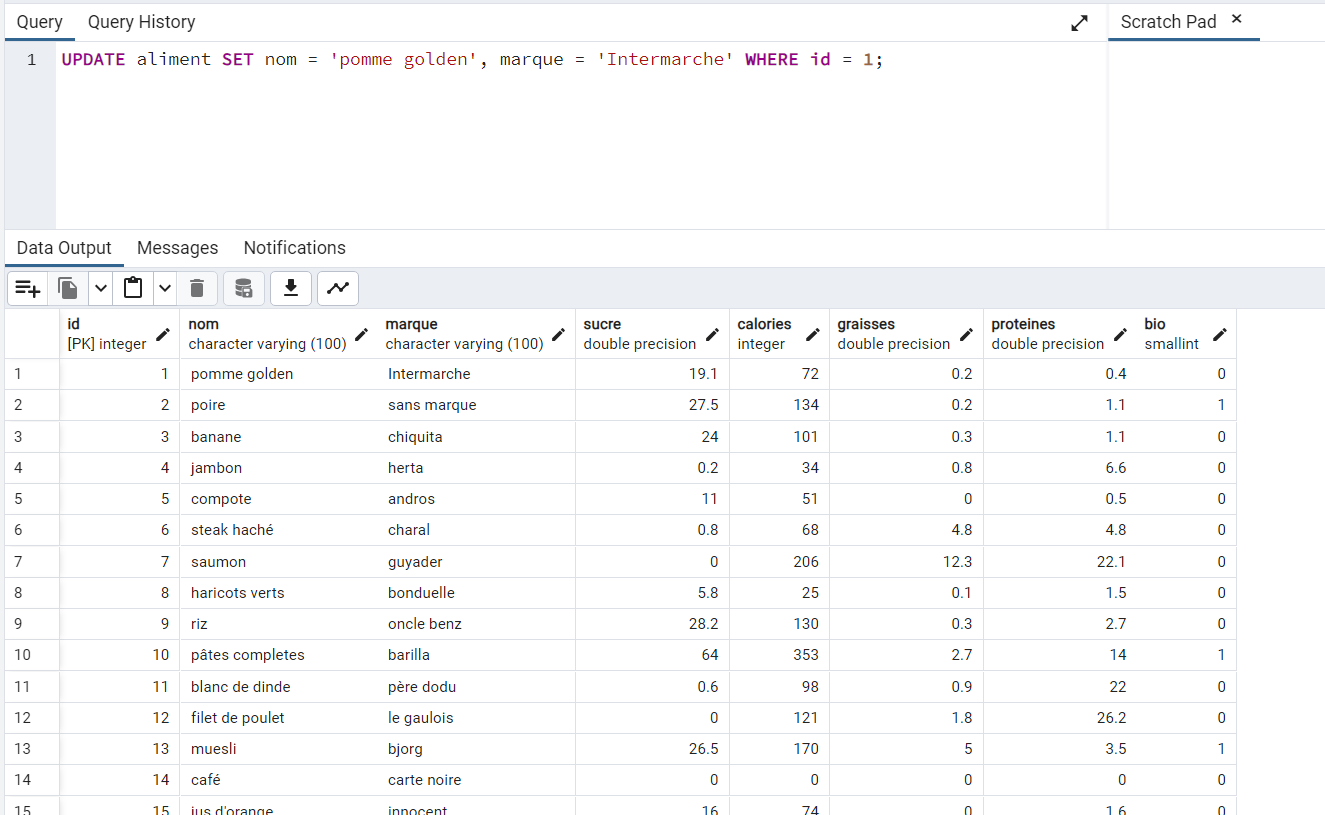 Query Query History Scratch Pad ×
1 UPDATE aliment SET nom = 'pomme golden', marque = 'Intermarche' WHERE id = 1;
Data Output Messages Notifications
id nom marque sucre calories graisses proteines bio
[PK] integer character varying (100) character varying (100) double precision integer double precision double precision smallint
1 1 pomme golden Intermarche 19.1 72 0.2 0.4 0
2 2 poire sans marque 27.5 134 0.2 1.1 1
3 3 banane chiquita 24 101 0.3 1.1 0
4 4 jambon herta 0.2 34 0.8 6.6 0
5 5 compote andros 11 51 0 0.5 0
6 6 steak haché charal 0.8 68 4.8 4.8 0
7 7 saumon guyader 0 206 12.3 22.1 0
8 8 haricots verts bonduelle 5.8 25 0.1 1.5 0
9 9 riz oncle benz 28.2 130 0.3 2.7 0
10 10 pâtes completes barilla 64 353 2.7 14 1
11 11 blanc de dinde père dodu 0.6 98 0.9 22 0
12 12 filet de poulet le gaulois 0 121 1.8 26.2 0
13 13 muesli bjorg 26.5 170 5 3.5 1
14 14 café carte noire 0 0 0 0 0
15 15 jus d'orange innocent 16 74 0 1.6 0